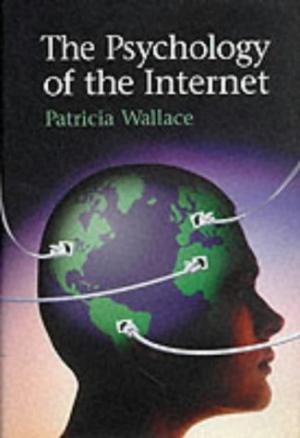 The Psychology
of the Internet
Patricia Wallace